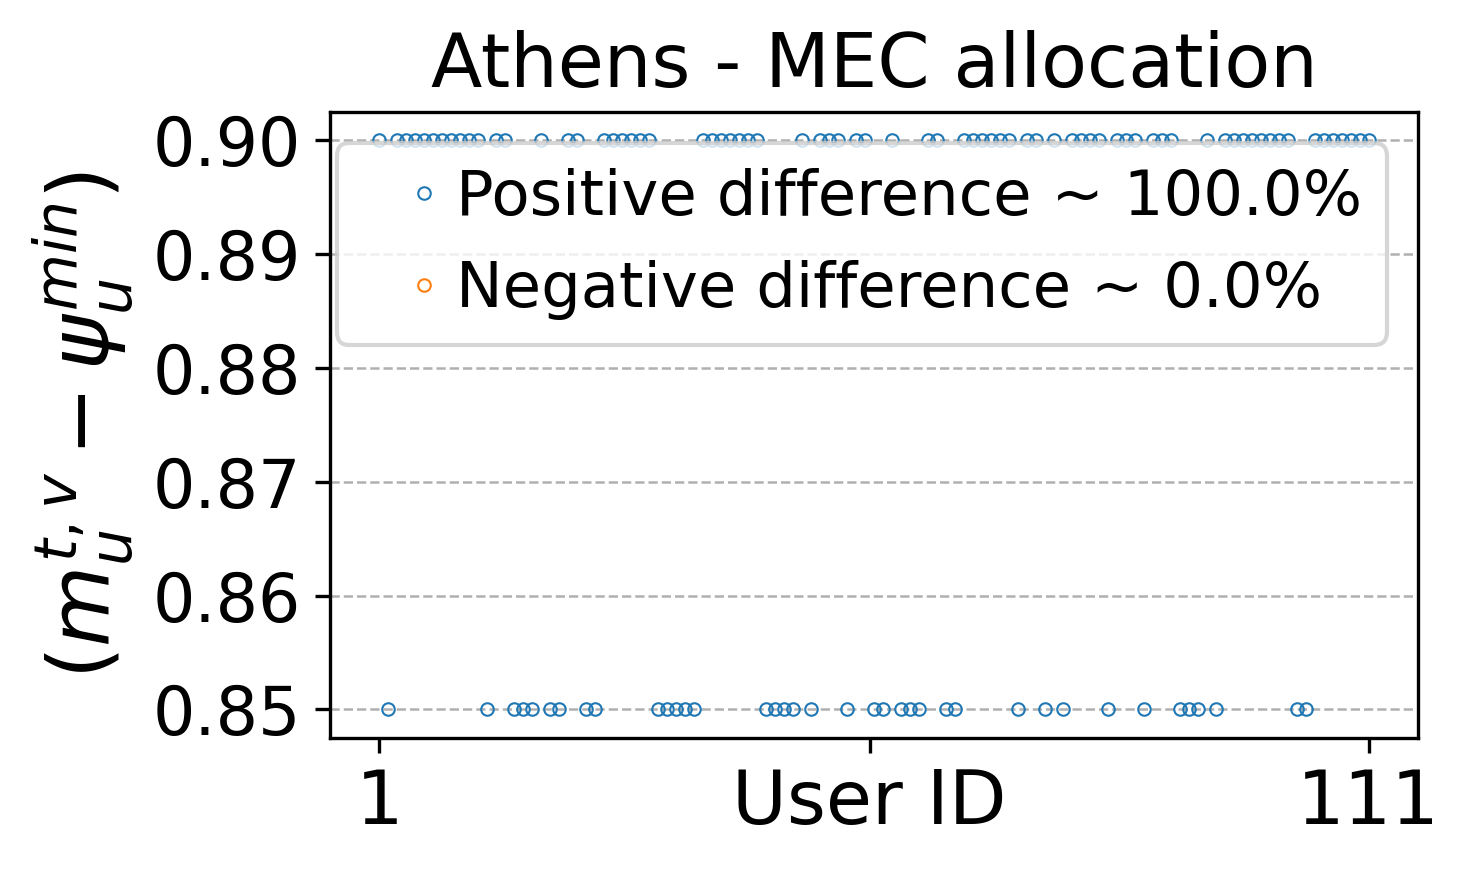 Athens - MEC allocation
(m_u^{t,v} − ψ_u^{min})
0.90
0.89
0.88
0.87
0.86
0.85
Positive difference ~ 100.0%
Negative difference ~ 0.0%
1
User ID
111